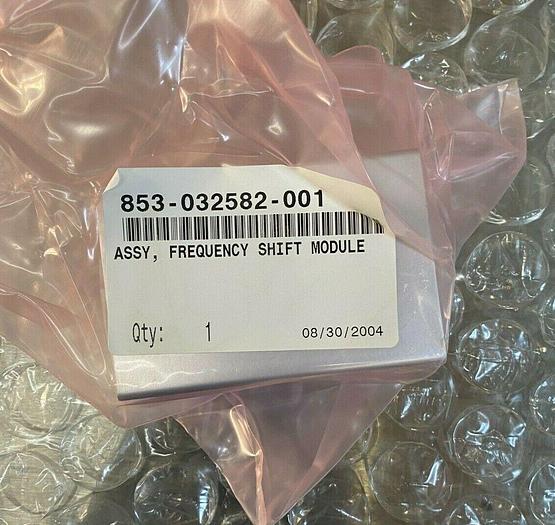 853-032582-001
ASSY, FREQUENCY SHIFT MODULE
Qty: 1 08/30/2004